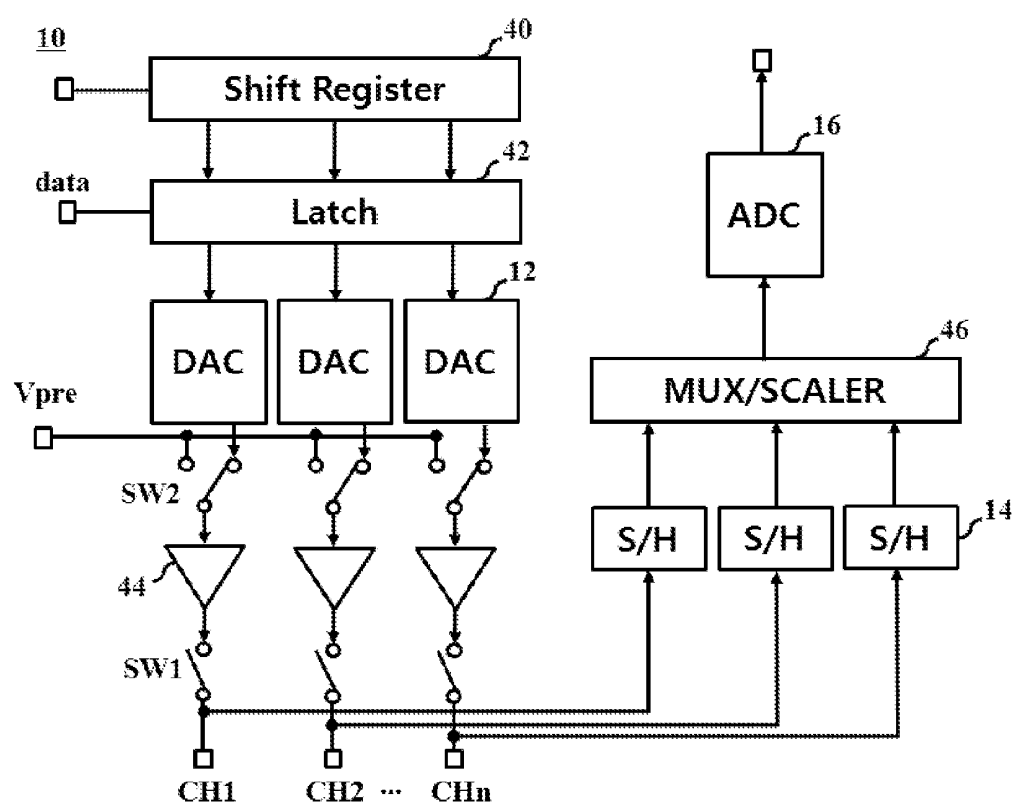 10
40
Shift Register
16
42
data
Latch
ADC
12
DAC DAC DAC
46
MUX/SCALER
Vpre
SW2
S/H S/H S/H
14
44
SW1
CH1 CH2 ... CHn